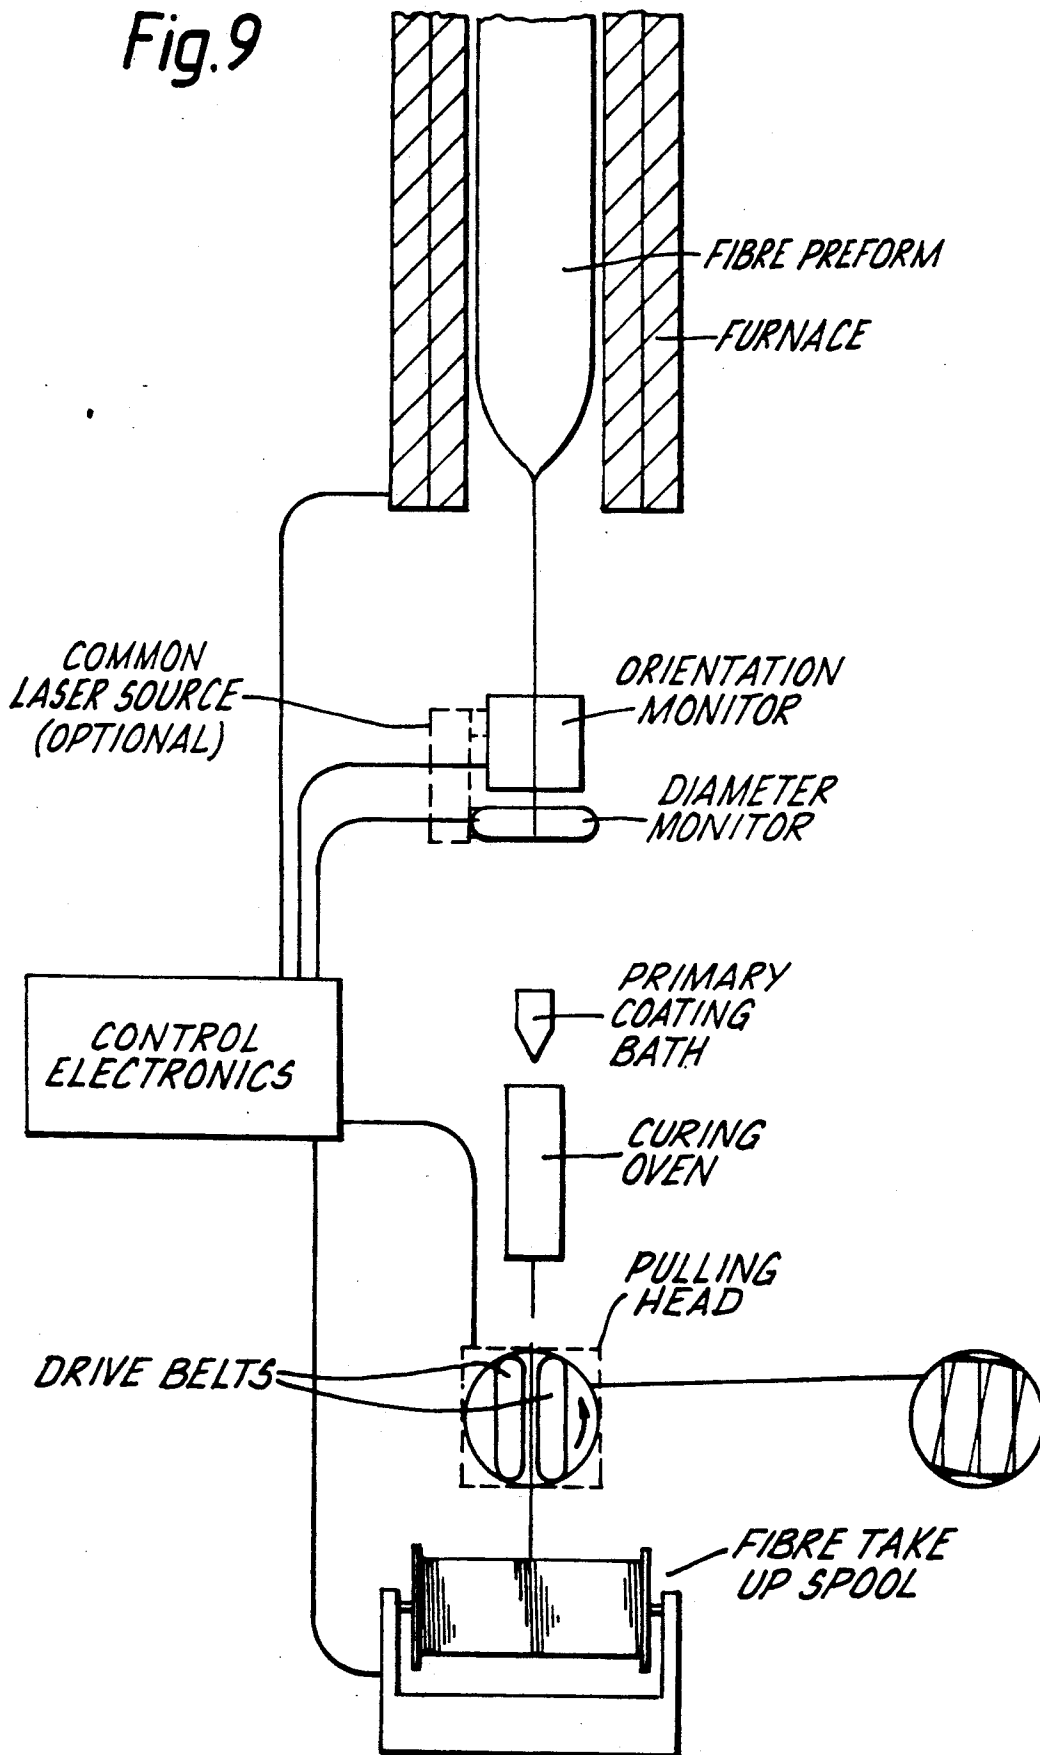 Fig.9
FIBRE PREFORM
FURNACE
COMMON
LASER SOURCE
(OPTIONAL)
ORIENTATION
MONITOR
DIAMETER
MONITOR
CONTROL
ELECTRONICS
PRIMARY
COATING
BATH
CURING
OVEN
PULLING
HEAD
DRIVE BELTS
FIBRE TAKE
UP SPOOL